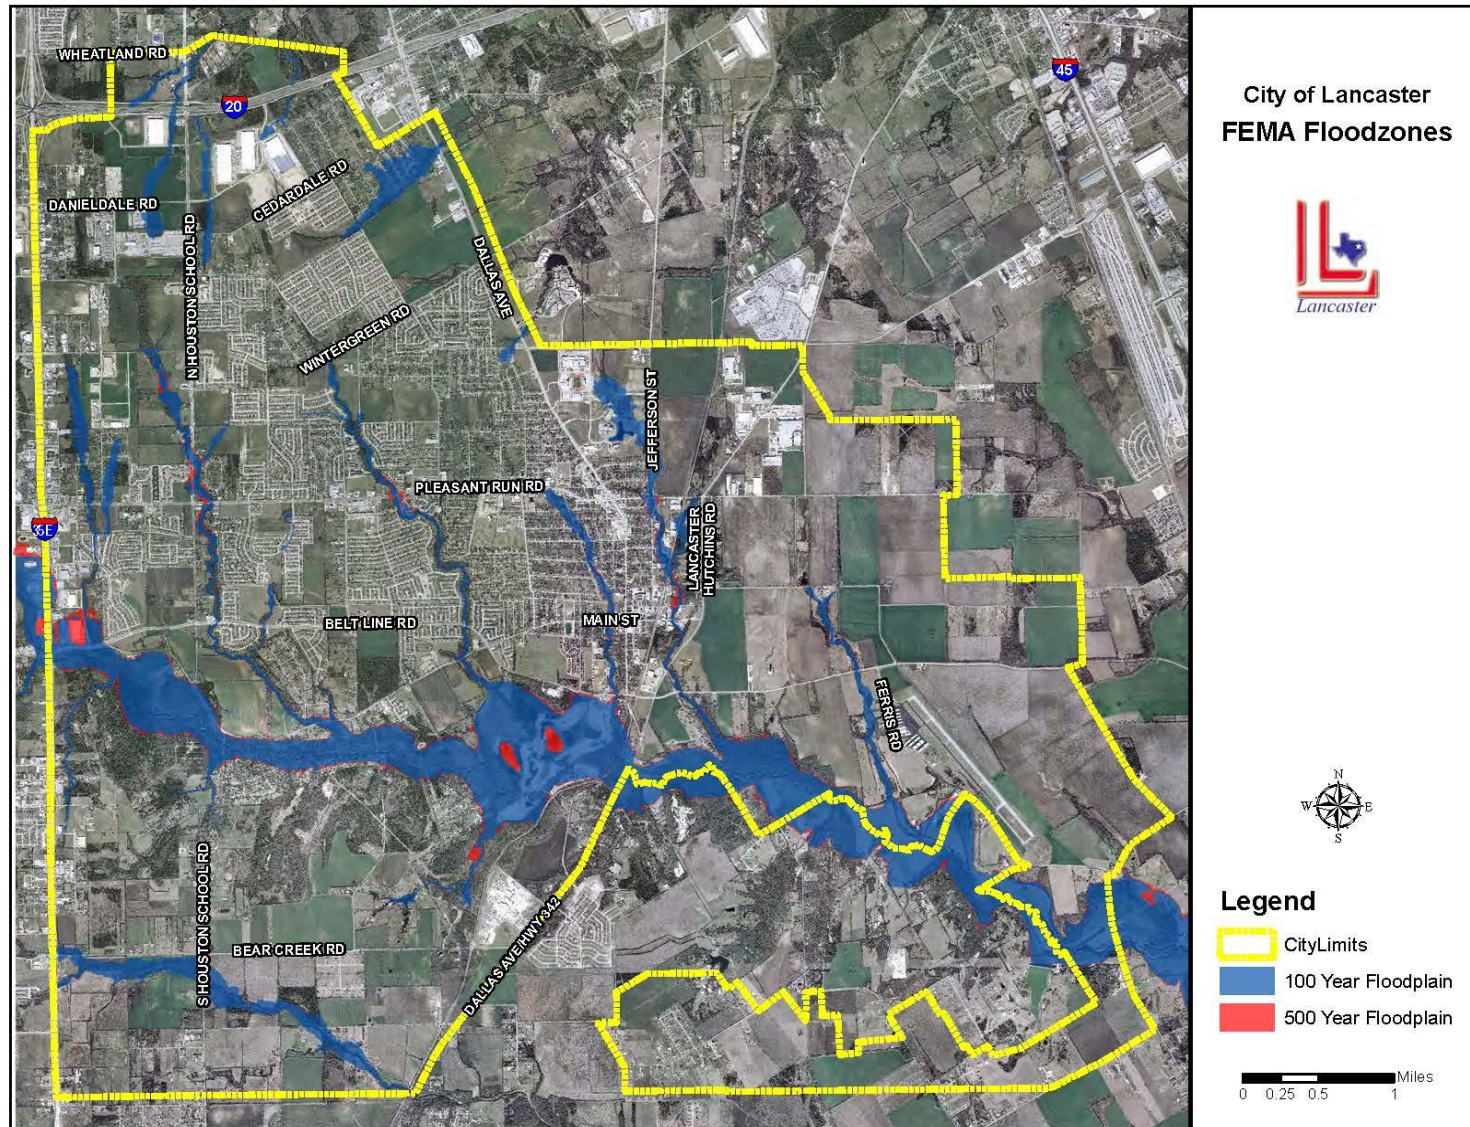 WHEATLAND RD
20
45
CEDARDALE RD
DANIELDALE RD
N HOUSTON SCHOOL RD
DALLAS AVE
WINTERGREEN RD
JEFFERSON ST
PLEASANT RUN RD
LANCASTER
HUTCHINS RD
35E
BELT LINE RD
MAIN ST
N FERRIS RD
S HOUSTON SCHOOL RD
BEAR CREEK RD
DALLAS AVE/HWY 342
City of Lancaster
FEMA Floodzones
Lancaster
N
W E
S
Legend
CityLimits
100 Year Floodplain
500 Year Floodplain
Miles
0 0.25 0.5 1